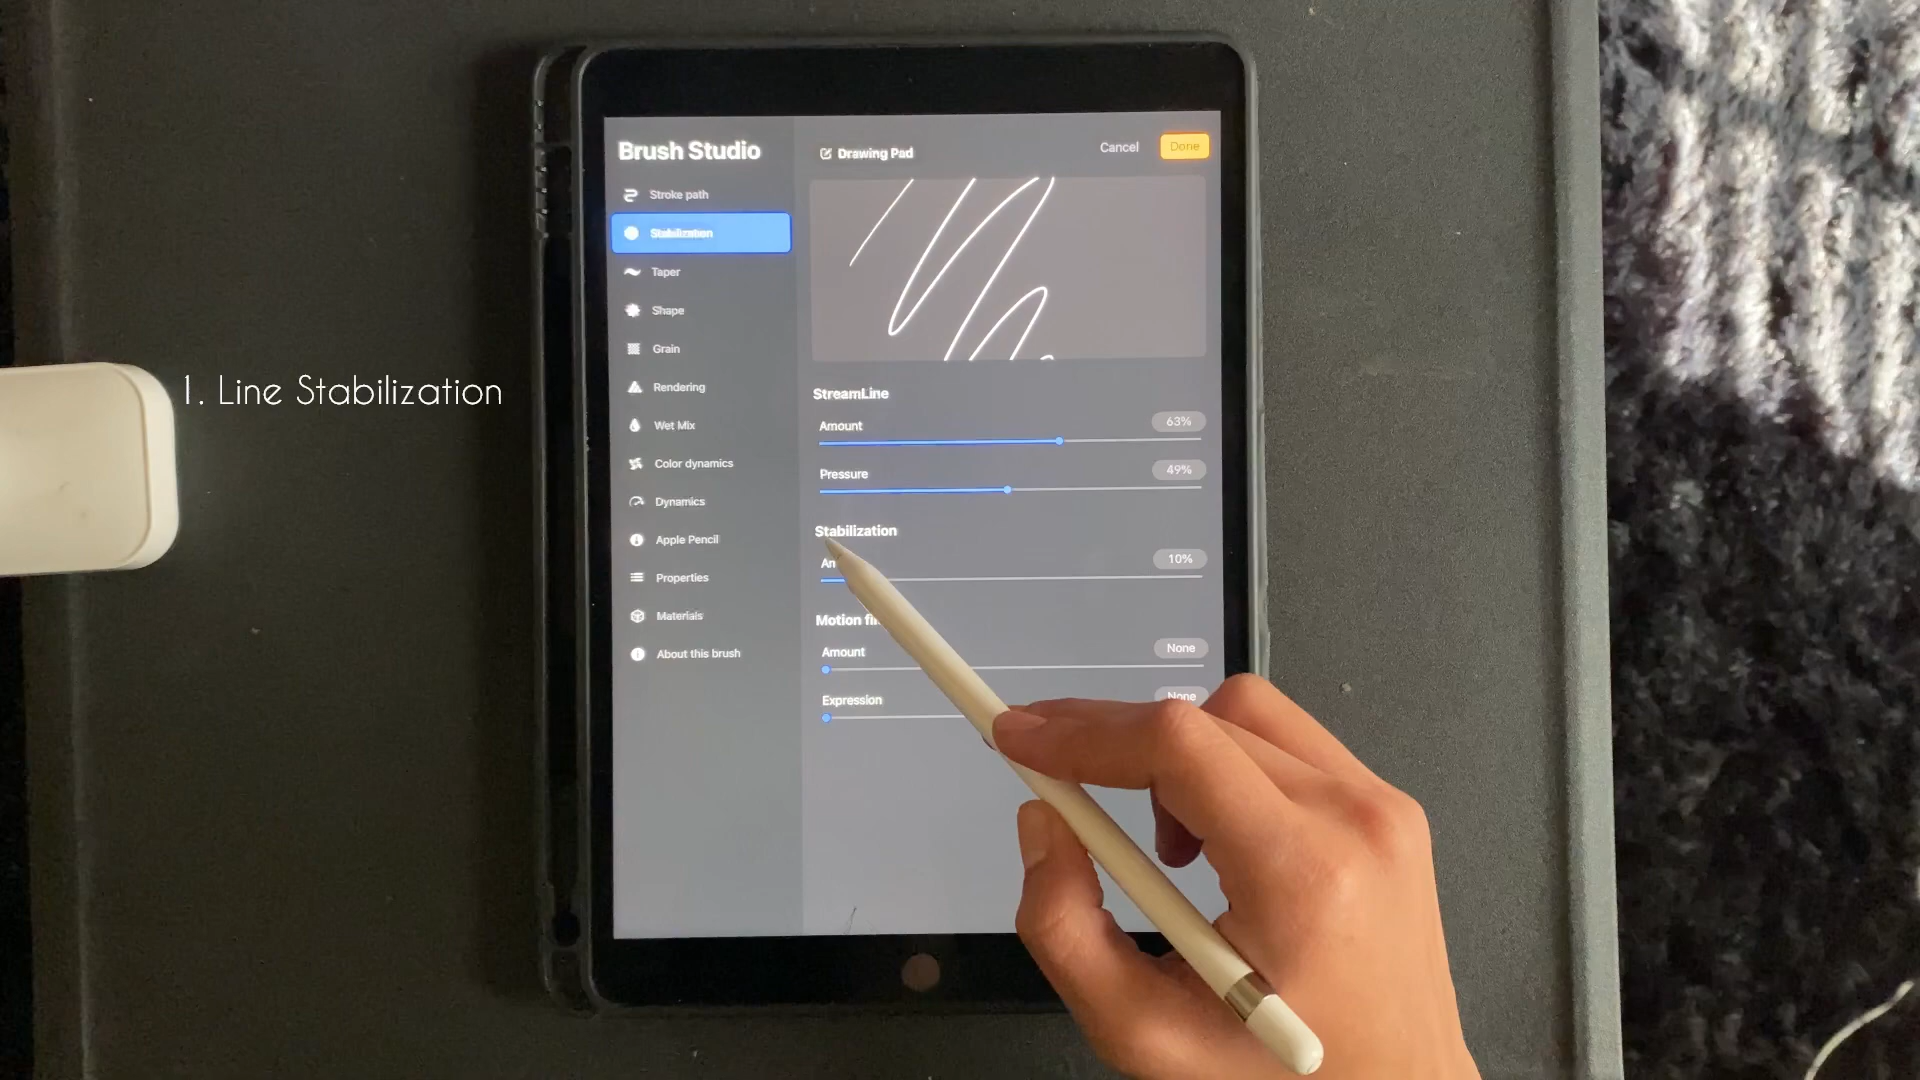 Brush Studio
Stroke path
Stabilization
Taper
Shape
Grain
Rendering
Wet Mix
Color dynamics
Dynamics
Apple Pencil
Properties
Materials
About this brush
Drawing Pad
Cancel
Done
StreamLine
Amount
63%
Pressure
49%
Stabilization
10%
Motion
Amount
None
Expression
None
1. Line Stabilization